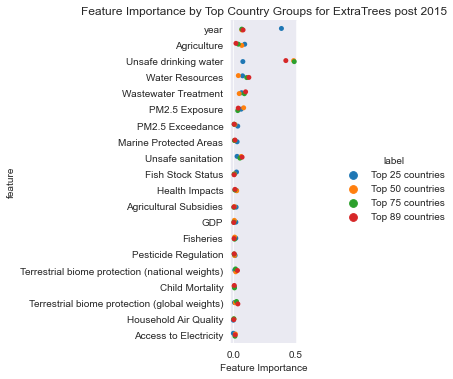 Feature Importance by Top Country Groups for ExtraTrees post 2015
year
Agriculture
Unsafe drinking water
Water Resources
Wastewater Treatment
PM2.5 Exposure
PM2.5 Exceedance
Marine Protected Areas
Unsafe sanitation
Fish Stock Status
Health Impacts
Agricultural Subsidies
GDP
Fisheries
Pesticide Regulation
Terrestrial biome protection (national weights)
Child Mortality
Terrestrial biome protection (global weights)
Household Air Quality
Access to Electricity
feature
0.0 0.5
Feature Importance
label
Top 25 countries
Top 50 countries
Top 75 countries
Top 89 countries